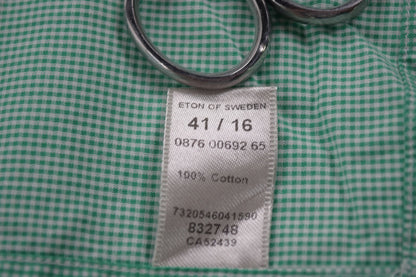 ETON OF SWEDEN
41 / 16
0876 00692 65
100% Cotton
7320546041590
832748
CA52439